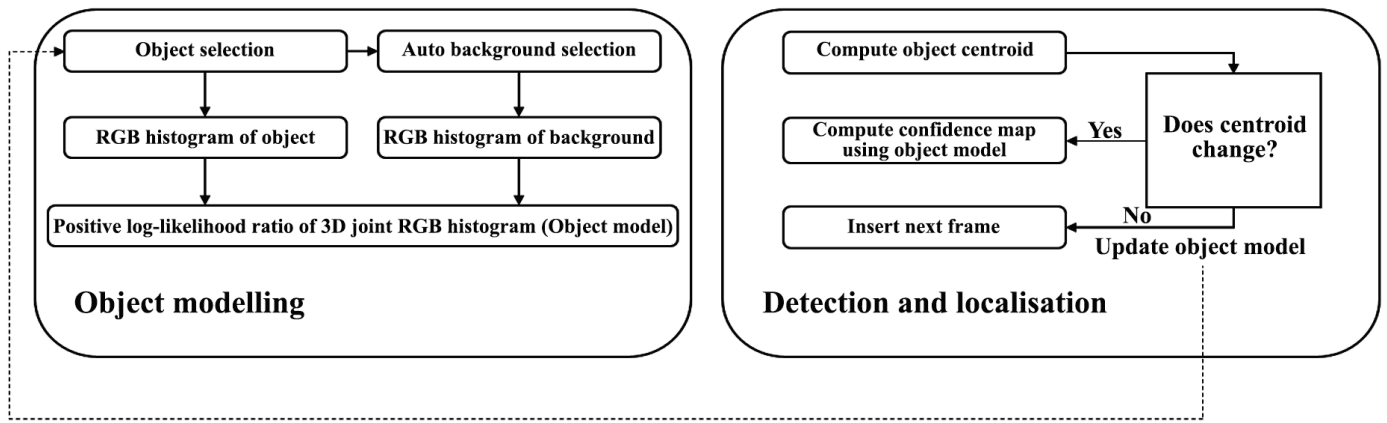 Object selection
Auto background selection
RGB histogram of object
RGB histogram of background
Positive log-likelihood ratio of 3D joint RGB histogram (Object model)
Object modelling
Compute object centroid
Does centroid
change?
Yes
Compute confidence map
using object model
No
Insert next frame
Update object model
Detection and localisation